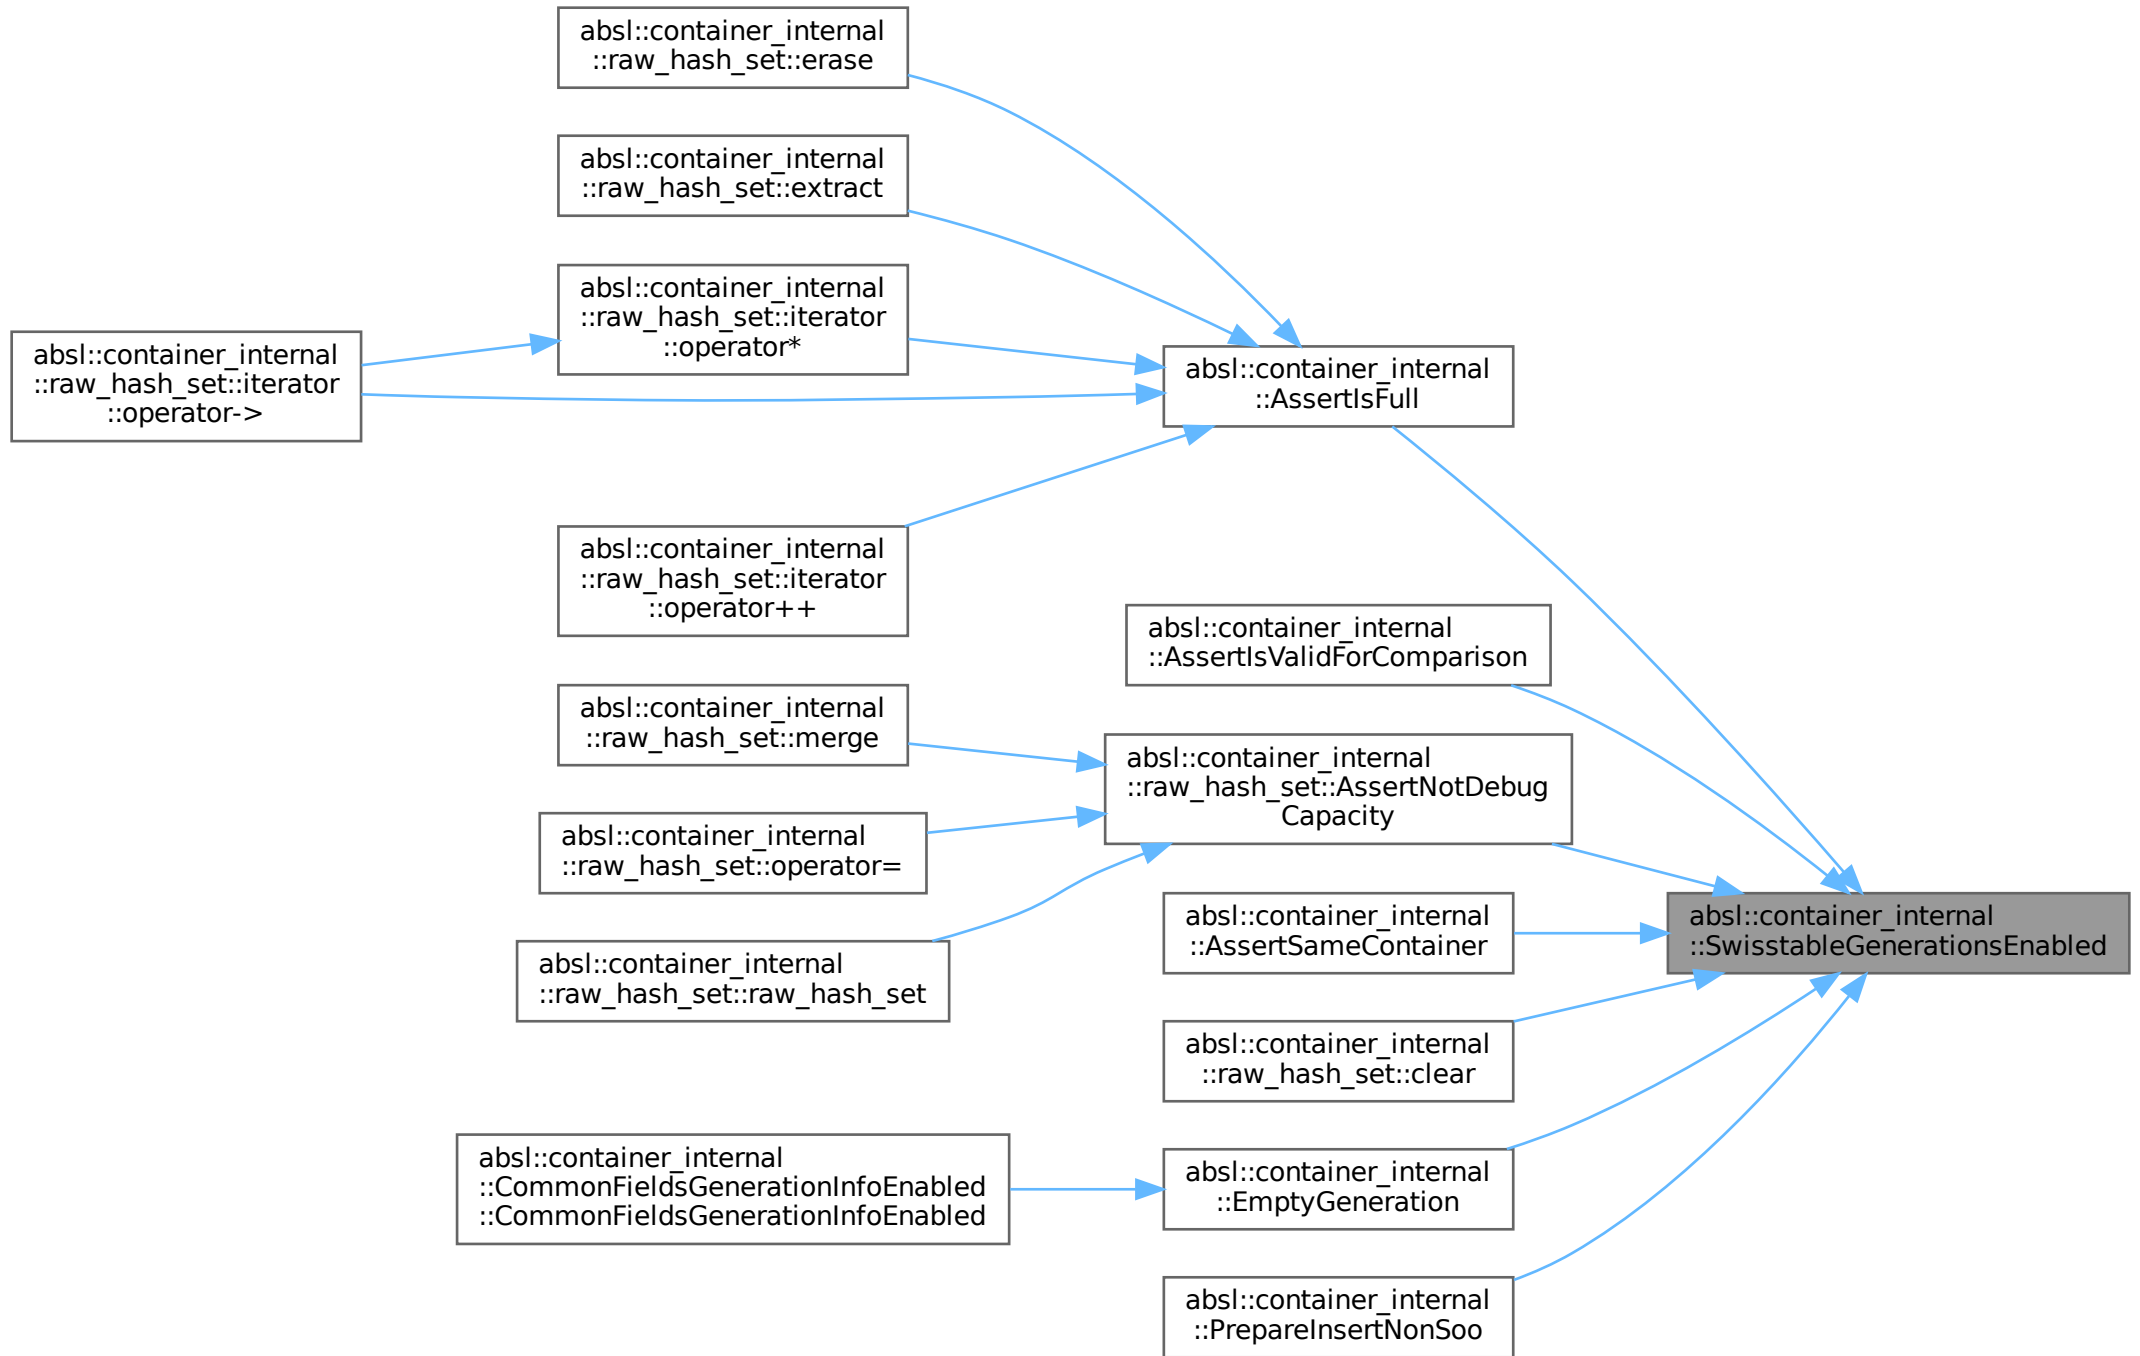 absl::container_internal
::raw_hash_set::erase
absl::container_internal
::raw_hash_set::extract
absl::container_internal
::raw_hash_set::iterator
::operator*
absl::container_internal
::raw_hash_set::iterator
::operator->
absl::container_internal
::AssertIsFull
absl::container_internal
::raw_hash_set::iterator
::operator++
absl::container_internal
::AssertIsValidForComparison
absl::container_internal
::raw_hash_set::merge
absl::container_internal
::raw_hash_set::AssertNotDebug
Capacity
absl::container_internal
::raw_hash_set::operator=
absl::container_internal
::AssertSameContainer
absl::container_internal
::SwisstableGenerationsEnabled
absl::container_internal
::raw_hash_set::raw_hash_set
absl::container_internal
::raw_hash_set::clear
absl::container_internal
::CommonFieldsGenerationInfoEnabled
::CommonFieldsGenerationInfoEnabled
absl::container_internal
::EmptyGeneration
absl::container_internal
::PrepareInsertNonSoo